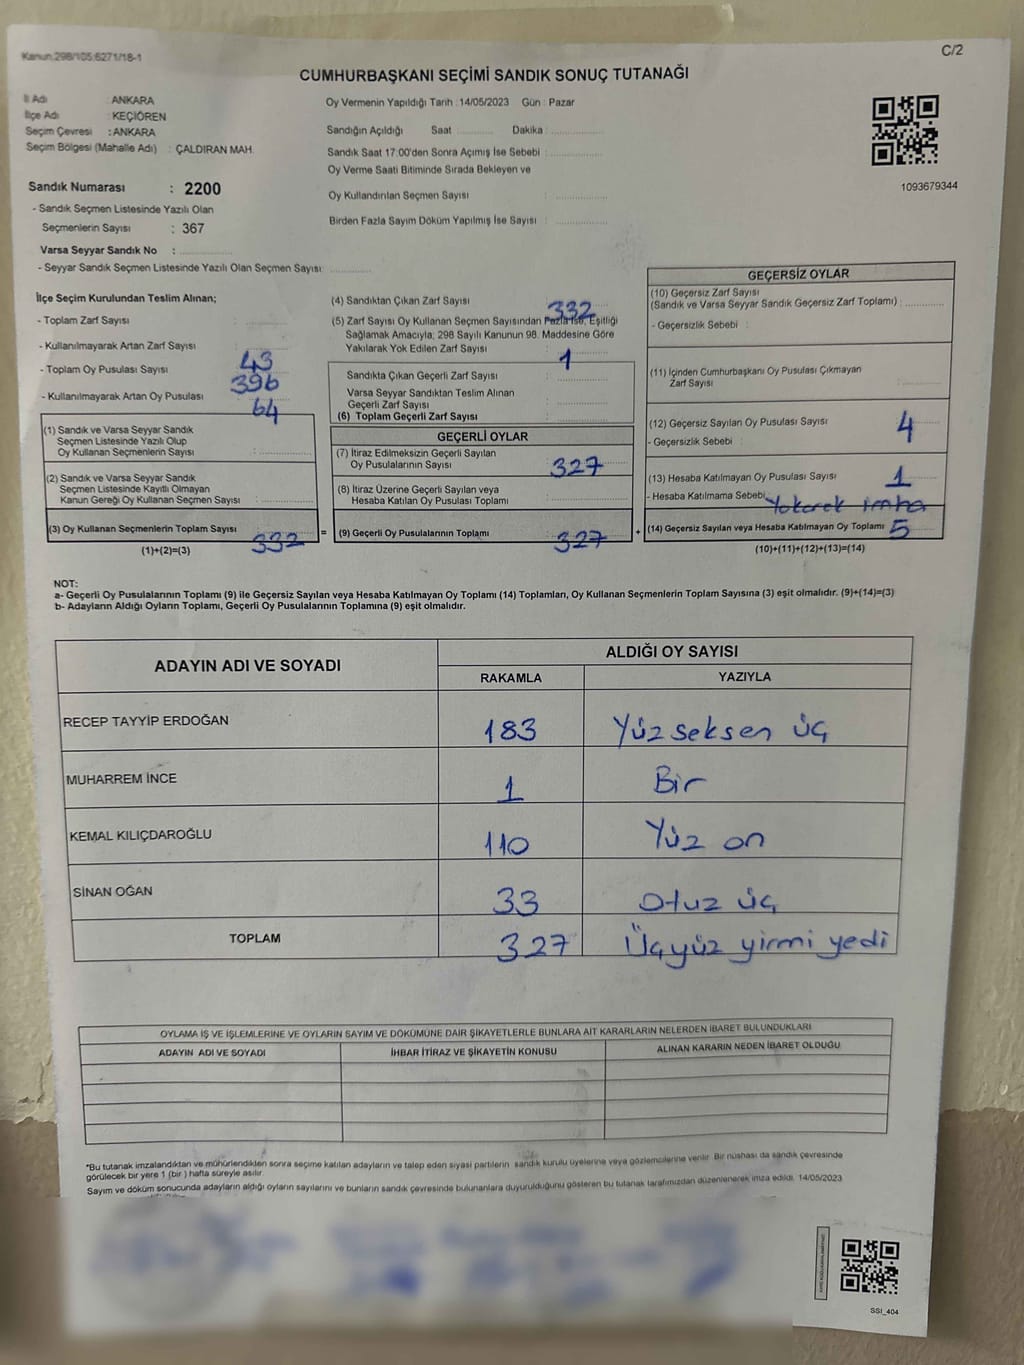 Kanun:298/105;6271/18-1
C/2
CUMHURBAŞKANI SEÇİMİ SANDIK SONUÇ TUTANAĞI
İl Adı : ANKARA
İlçe Adı : KEÇİÖREN
Seçim Çevresi : ANKARA
Seçim Bölgesi (Mahalle Adı) : ÇALDIRAN MAH.
Sandık Numarası : 2200
- Sandık Seçmen Listesinde Yazılı Olan
Seçmenlerin Sayısı : 367
Varsa Seyyar Sandık No :
- Seyyar Sandık Seçmen Listesinde Yazılı Olan Seçmen Sayısı:
Oy Vermenin Yapıldığı Tarih :14/05/2023 Gün : Pazar
Sandığın Açıldığı Saat Dakika :
Sandık Saat 17:00'den Sonra Açımış İse Sebebi :
Oy Verme Saati Bitiminde Sırada Bekleyen ve
Oy Kullandırılan Seçmen Sayısı :
Birden Fazla Sayım Döküm Yapılmış İse Sayısı :
1093679344
İlçe Seçim Kurulundan Teslim Alınan;
- Toplam Zarf Sayısı :
- Kullanılmayarak Artan Zarf Sayısı : 43
- Toplam Oy Pusulası Sayısı : 396
- Kullanılmayarak Artan Oy Pusulası : 64
(1) Sandık ve Varsa Seyyar Sandık
Seçmen Listesinde Yazılı Olup
Oy Kullanan Seçmenlerin Sayısı :
(2) Sandık ve Varsa Seyyar Sandık
Seçmen Listesinde Kayıtlı Olmayan
Kanun Gereği Oy Kullanan Seçmen Sayısı :
(3) Oy Kullanan Seçmenlerin Toplam Sayısı : 332
(1)+(2)=(3)
(4) Sandıktan Çıkan Zarf Sayısı : 332
(5) Zarf Sayısı Oy Kullanan Seçmen Sayısından Fazla İse, Eşitliği
Sağlamak Amacıyla; 298 Sayılı Kanunun 98. Maddesine Göre
Yakılarak Yok Edilen Zarf Sayısı : 1
Sandıkta Çıkan Geçerli Zarf Sayısı :
Varsa Seyyar Sandıktan Teslim Alınan
Geçerli Zarf Sayısı :
(6) Toplam Geçerli Zarf Sayısı :
GEÇERLİ OYLAR
(7) İtiraz Edilmeksizin Geçerli Sayılan
Oy Pusulalarının Sayısı : 327
(8) İtiraz Üzerine Geçerli Sayılan veya
Hesaba Katılan Oy Pusulası Toplamı :
= (9) Geçerli Oy Pusulalarının Toplamı : 327 +
GEÇERSİZ OYLAR
(10) Geçersiz Zarf Sayısı
(Sandık ve Varsa Seyyar Sandık Geçersiz Zarf Toplamı) :
- Geçersizlik Sebebi :
(11) İçinden Cumhurbaşkanı Oy Pusulası Çıkmayan
Zarf Sayısı :
(12) Geçersiz Sayılan Oy Pusulası Sayısı : 4
- Geçersizlik Sebebi :
(13) Hesaba Katılmayan Oy Pusulası Sayısı : 1
- Hesaba Katılmama Sebebi Yakarak imha
(14) Geçersiz Sayılan veya Hesaba Katılmayan Oy Toplamı : 5
(10)+(11)+(12)+(13)=(14)
NOT:
a- Geçerli Oy Pusulalarının Toplamı (9) ile Geçersiz Sayılan veya Hesaba Katılmayan Oy Toplamı (14) Toplamları, Oy Kullanan Seçmenlerin Toplam Sayısına (3) eşit olmalıdır. (9)+(14)=(3)
b- Adayların Aldığı Oyların Toplamı, Geçerli Oy Pusulalarının Toplamına (9) eşit olmalıdır.
ADAYIN ADI VE SOYADI
ALDIĞI OY SAYISI
RAKAMLA YAZIYLA
RECEP TAYYİP ERDOĞAN 183 Yüz seksen üç
MUHARREM İNCE 1 Bir
KEMAL KILIÇDAROĞLU 110 Yüz on
SİNAN OĞAN 33 Otuz üç
TOPLAM 327 Üçyüz yirmi yedi
OYLAMA İŞ VE İŞLEMLERİNE VE OYLARIN SAYIM VE DÖKÜMÜNE DAİR ŞİKAYETLERLE BUNLARA AİT KARARLARIN NELERDEN İBARET BULUNDUKLARI
ADAYIN ADI VE SOYADI İHBAR İTİRAZ VE ŞİKAYETİN KONUSU ALINAN KARARIN NEDEN İBARET OLDUĞU
*Bu tutanak imzalandıktan ve mühürlendikten sonra seçime katılan adayların ve talep eden siyasi partilerin sandık kurulu üyelerine veya gözlemcilerine verilir. Bir nüshası da sandık çevresinde
görülecek bir yere 1 (bir ) hafta süreyle asılır.
Sayım ve döküm sonucunda adayların aldığı oyların sayılarını ve bunların sandık çevresinde bulunanlara duyurulduğunu gösteren bu tutanak tarafımızdan düzenlenerek imza edildi. 14/05/2023
SSI_404